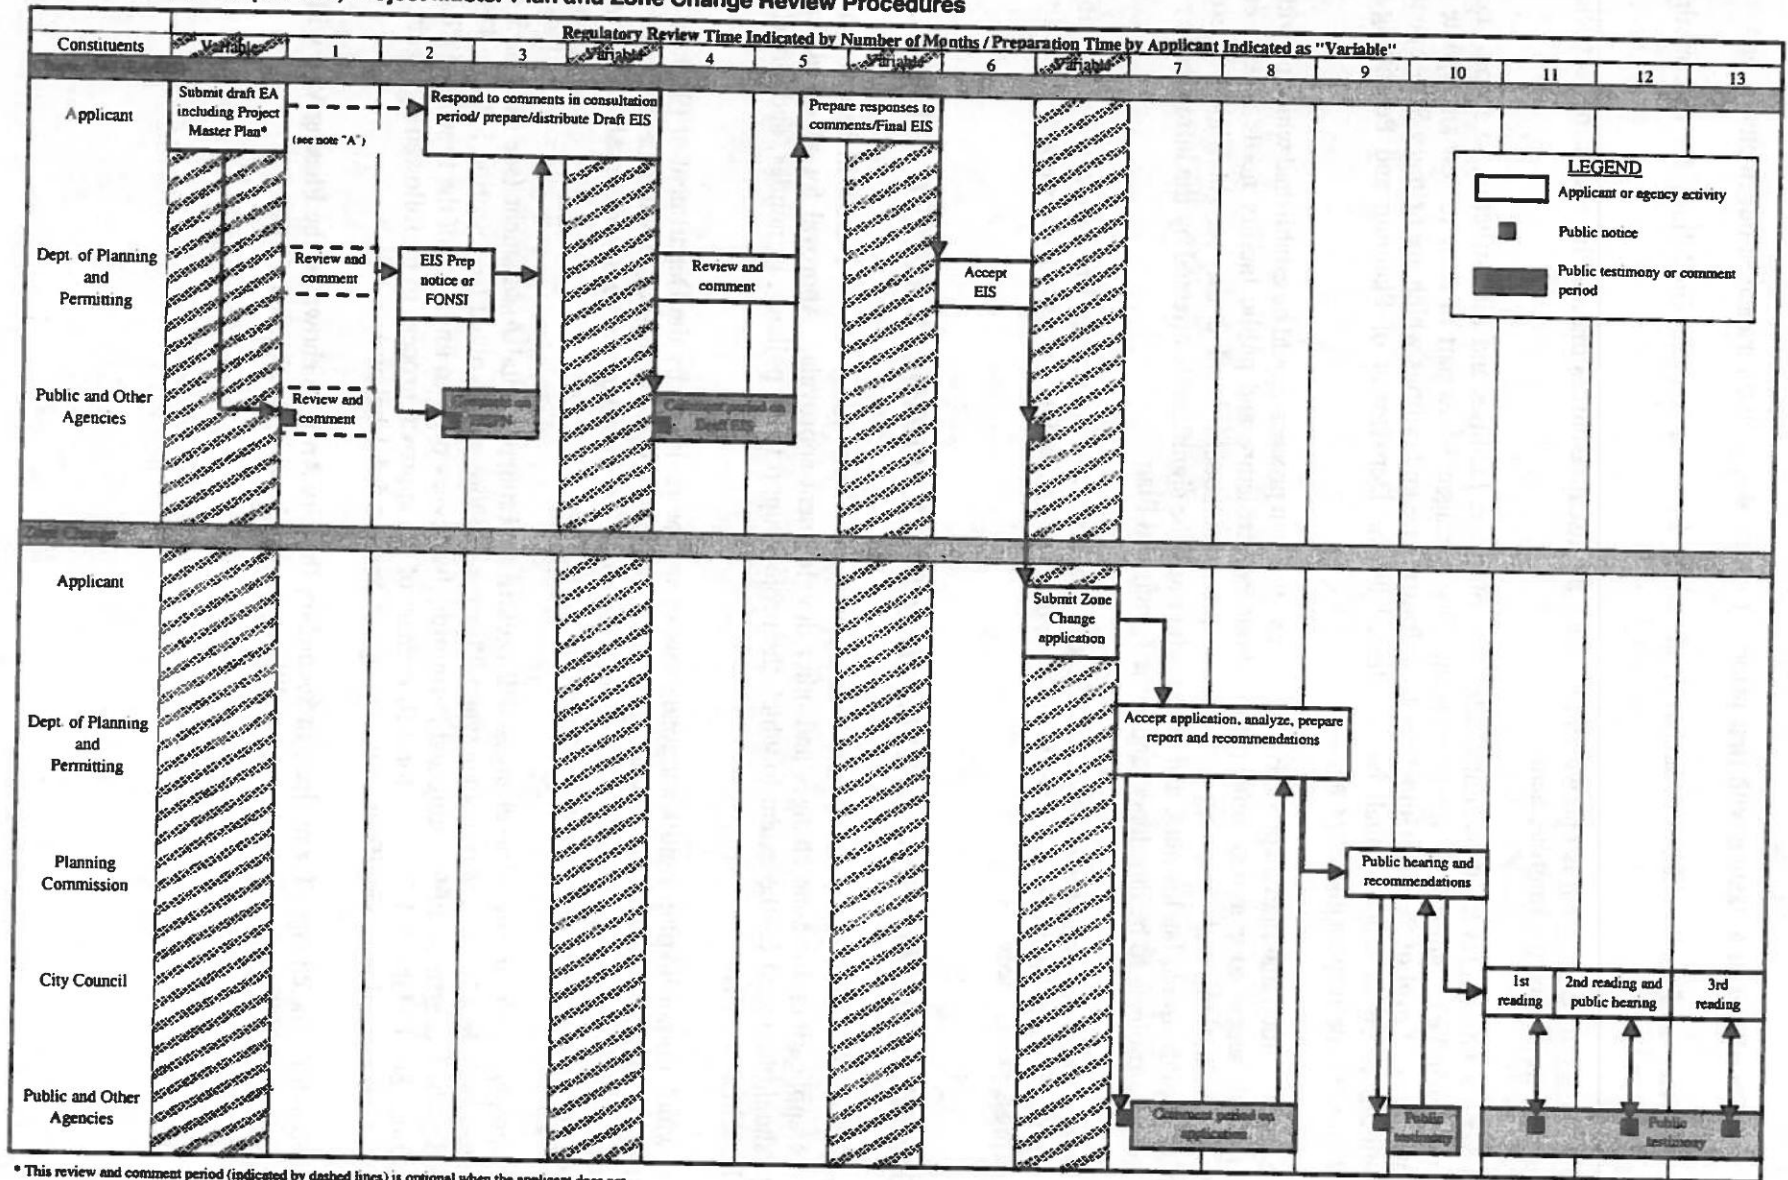 Project Master Plan and Zone Change Review Procedures
Regulatory Review Time Indicated by Number of Months / Preparation Time by Applicant Indicated as "Variable"
Constituents Variable 1 2 3 Variable 4 5 Variable 6 Variable 7 8 9 10 11 12 13
Applicant
Submit draft EA
including Project
Master Plan*
(see note "A")
Respond to comments in consultation
period/ prepare/distribute Draft EIS
Prepare responses to
comments/Final EIS
LEGEND
Applicant or agency activity
Public notice
Public testimony or comment
period
Dept. of Planning
and
Permitting
Review and
comment
EIS Prep
notice or
FONSI
Review and
comment
Accept
EIS
Public and Other
Agencies
Review and
comment
Comments on
Comment period on
Draft EIS
Zone Change
Applicant
Submit Zone
Change
application
Dept. of Planning
and
Permitting
Accept application, analyze, prepare
report and recommendations
Planning
Commission
Public hearing and
recommendations
City Council
1st
reading
2nd reading and
public hearing
3rd
reading
Public and Other
Agencies
Comment period on
application
Public
testimony
Public
testimony
* This review and comment period (indicated by dashed lines) is optional when the applicant does not